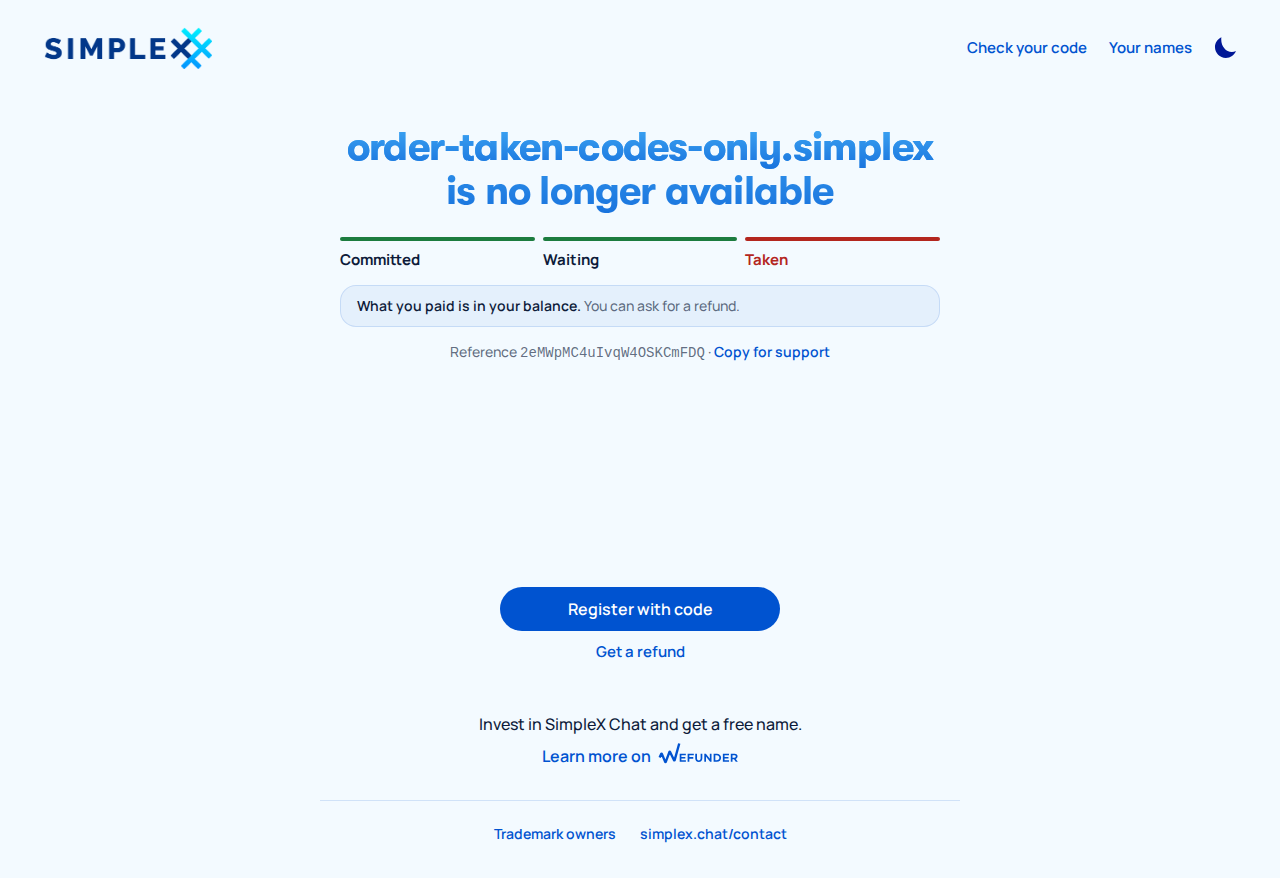 SIMPLEX
Check your code
Your names
order-taken-codes-only.simplex
is no longer available
Committed
Waiting
Taken
What you paid is in your balance. You can ask for a refund.
Reference 2eMWpMC4uIvqW4OSKCmFDQ · Copy for support
Register with code
Get a refund
Invest in SimpleX Chat and get a free name.
Learn more on WEFUNDER
Trademark owners
simplex.chat/contact